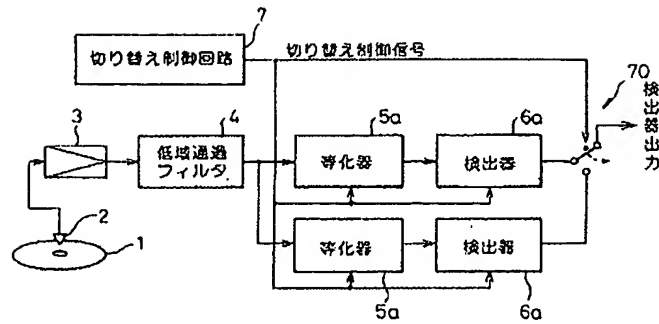 7
切り替え制御回路
切り替え制御信号
70
検出器出力
3
4
低域通過
フィルタ
5a
6a
等化器
検出器
2
1
等化器
検出器
5a
6a